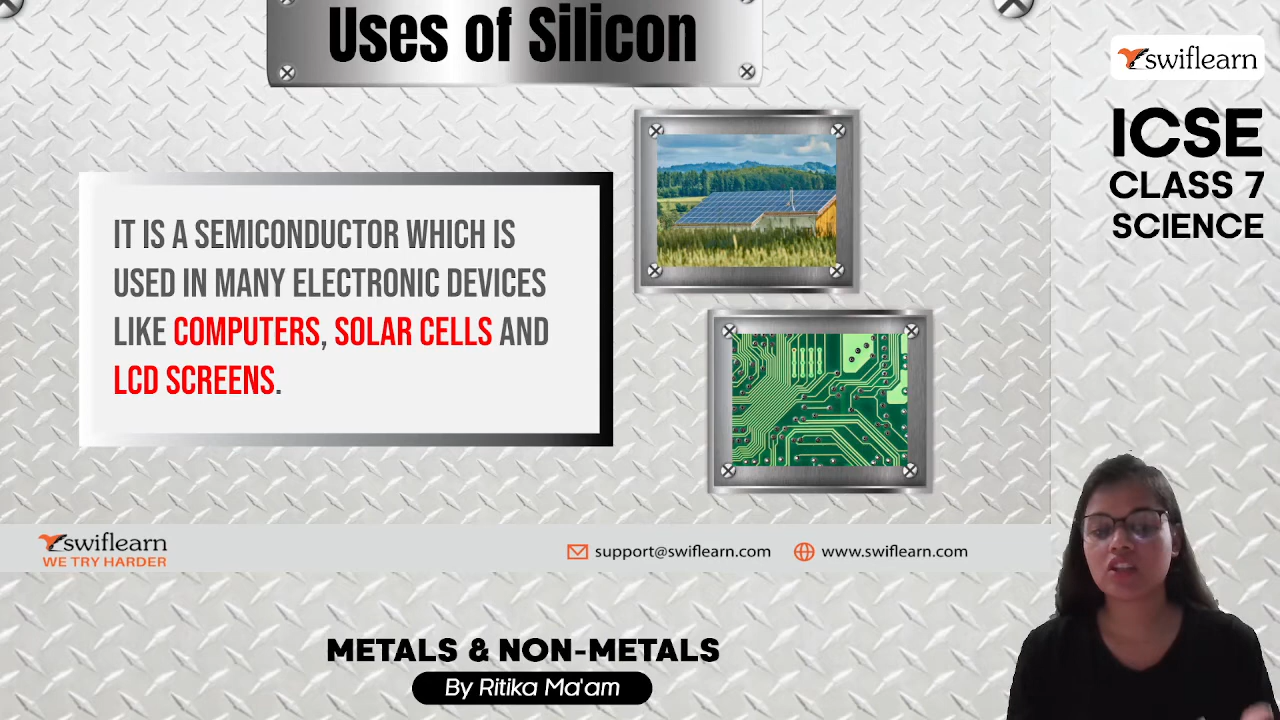 Uses of Silicon
swiflearn
ICSE
CLASS 7
SCIENCE
IT IS A SEMICONDUCTOR WHICH IS
USED IN MANY ELECTRONIC DEVICES
LIKE COMPUTERS, SOLAR CELLS AND
LCD SCREENS.
swiflearn
WE TRY HARDER
support@swiflearn.com
www.swiflearn.com
METALS & NON-METALS
By Ritika Ma'am